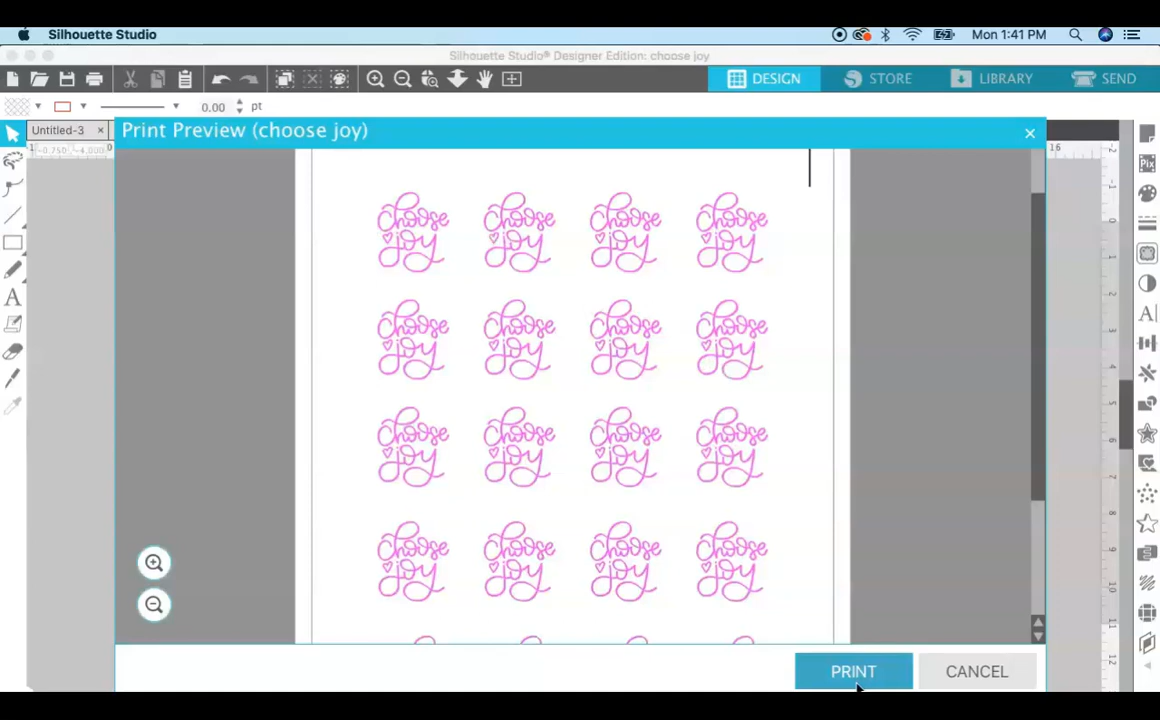 Silhouette Studio
Mon 1:41 PM
Silhouette Studio® Designer Edition: choose joy
DESIGN
STORE
LIBRARY
SEND
0.00 pt
Untitled-3 ×
Print Preview (choose joy)
choose choose choose choose
joy joy joy joy
choose choose choose choose
joy joy joy joy
choose choose choose choose
joy joy joy joy
choose choose choose choose
joy joy joy joy
PRINT
CANCEL